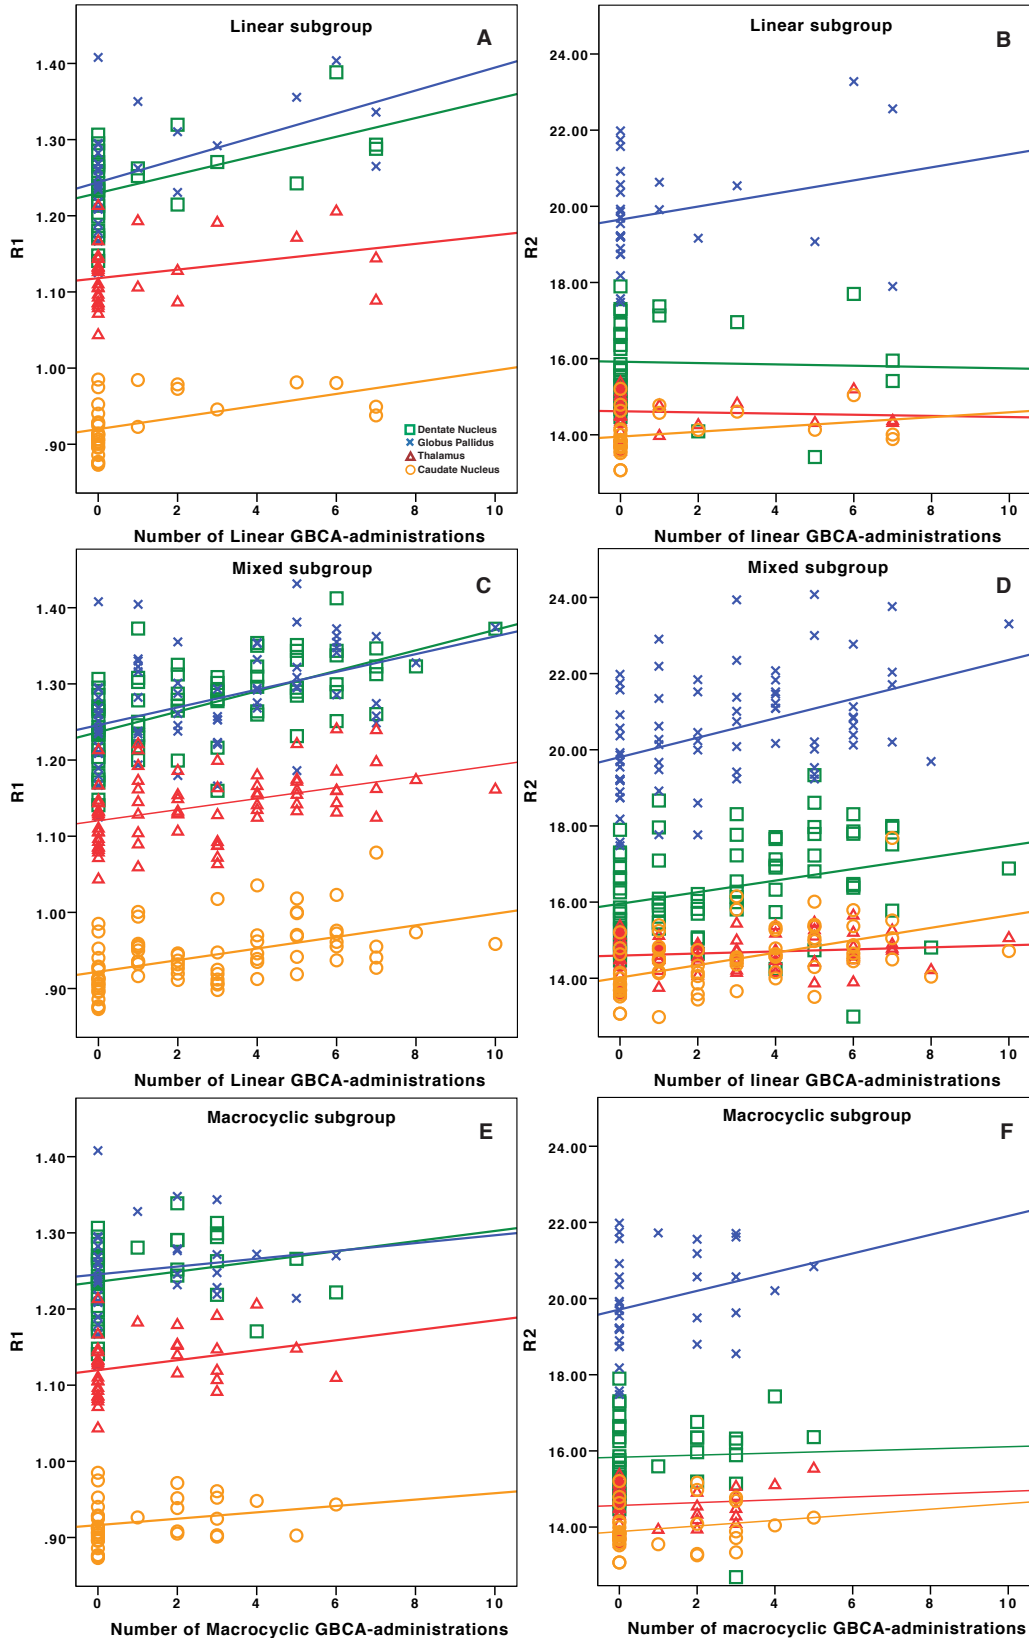 Linear subgroup
A
1.40
1.30
1.20
1.10
1.00
.90
R1
Dentate Nucleus
Globus Pallidus
Thalamus
Caudate Nucleus
0 2 4 6 8 10
Number of Linear GBCA-administrations
Linear subgroup
B
24.00
22.00
20.00
18.00
16.00
14.00
R2
0 2 4 6 8 10
Number of linear GBCA-administrations
Mixed subgroup
C
1.40
1.30
1.20
1.10
1.00
.90
R1
0 2 4 6 8 10
Number of Linear GBCA-administrations
Mixed subgroup
D
24.00
22.00
20.00
18.00
16.00
14.00
R2
0 2 4 6 8 10
Number of linear GBCA-administrations
Macrocyclic subgroup
E
1.40
1.30
1.20
1.10
1.00
.90
R1
0 2 4 6 8 10
Number of Macrocyclic GBCA-administrations
Macrocyclic subgroup
F
24.00
22.00
20.00
18.00
16.00
14.00
R2
0 2 4 6 8 10
Number of macrocyclic GBCA-administrations